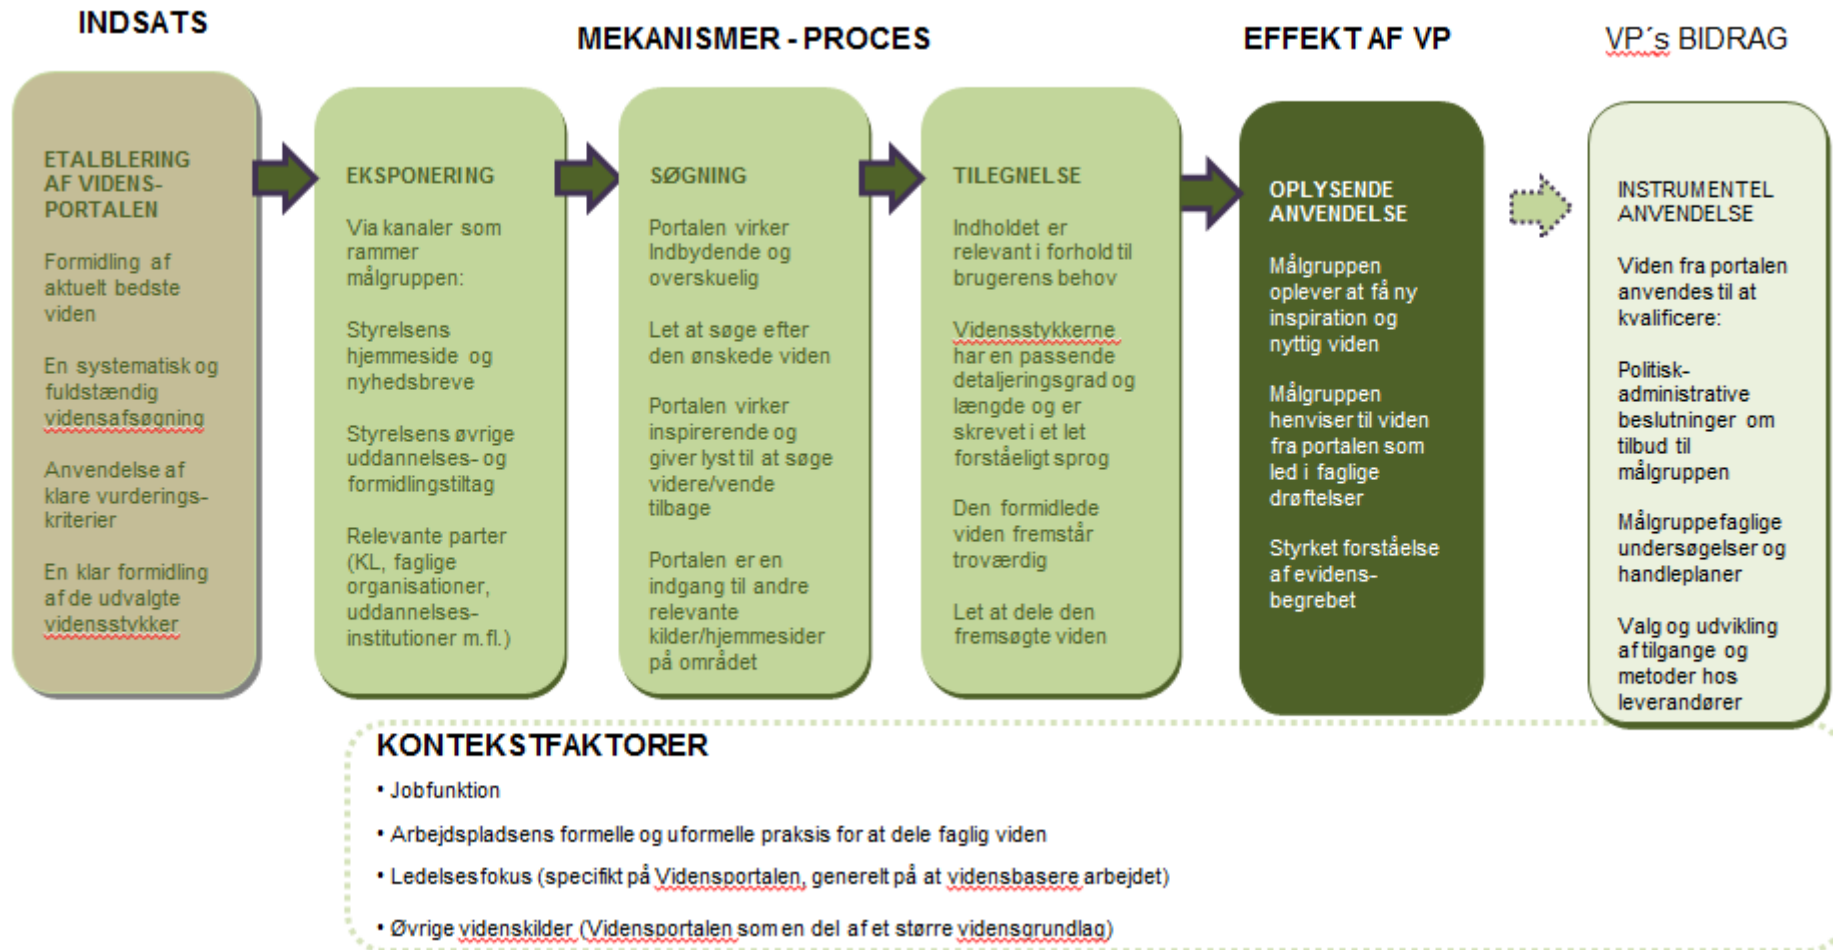 INDSATS
MEKANISMER - PROCES
EFFEKT AF VP
VP´s BIDRAG
ETALBLERING
AF VIDENS-
PORTALEN
Formidling af
aktuelt bedste
viden
En systematisk og
fuldstændig
vidensafsøgning
Anvendelse af
klare vurderings-
kriterier
En klar formidling
af de udvalgte
vidensstykker
EKSPONERING
Via kanaler som
rammer
målgruppen:
Styrelsens
hjemmeside og
nyhedsbreve
Styrelsens øvrige
uddannelses- og
formidlingstiltag
Relevante parter
(KL, faglige
organisationer,
uddannelses-
institutioner m.fl.)
SØGNING
Portalen virker
Indbydende og
overskuelig
Let at søge efter
den ønskede viden
Portalen virker
inspirerende og
giver lyst til at søge
videre/vende
tilbage
Portalen er en
indgang til andre
relevante
kilder/hjemmesider
på området
TILEGNELSE
Indholdet er
relevant i forhold til
brugerens behov
Vidensstykkerne
har en passende
detaljeringsgrad og
længde og er
skrevet i et let
forståeligt sprog
Den formidlede
viden fremstår
troværdig
Let at dele den
fremsøgte viden
OPLYSENDE
ANVENDELSE
Målgruppen
oplever at få ny
inspiration og
nyttig viden
Målgruppen
henviser til viden
fra portalen som
led i faglige
drøftelser
Styrket forståelse
af evidens-
begrebet
INSTRUMENTEL
ANVENDELSE
Viden fra portalen
anvendes til at
kvalificere:
Politisk-
administrative
beslutninger om
tilbud til
målgruppen
Målgruppefaglige
undersøgelser og
handleplaner
Valg og udvikling
af tilgange og
metoder hos
leverandører
KONTEKSTFAKTORER
• Jobfunktion
• Arbejdspladsens formelle og uformelle praksis for at dele faglig viden
• Ledelsesfokus (specifikt på Vidensportalen, generelt på at vidensbasere arbejdet)
• Øvrige videnskilder (Vidensportalen som en del af et større vidensgrundlag)